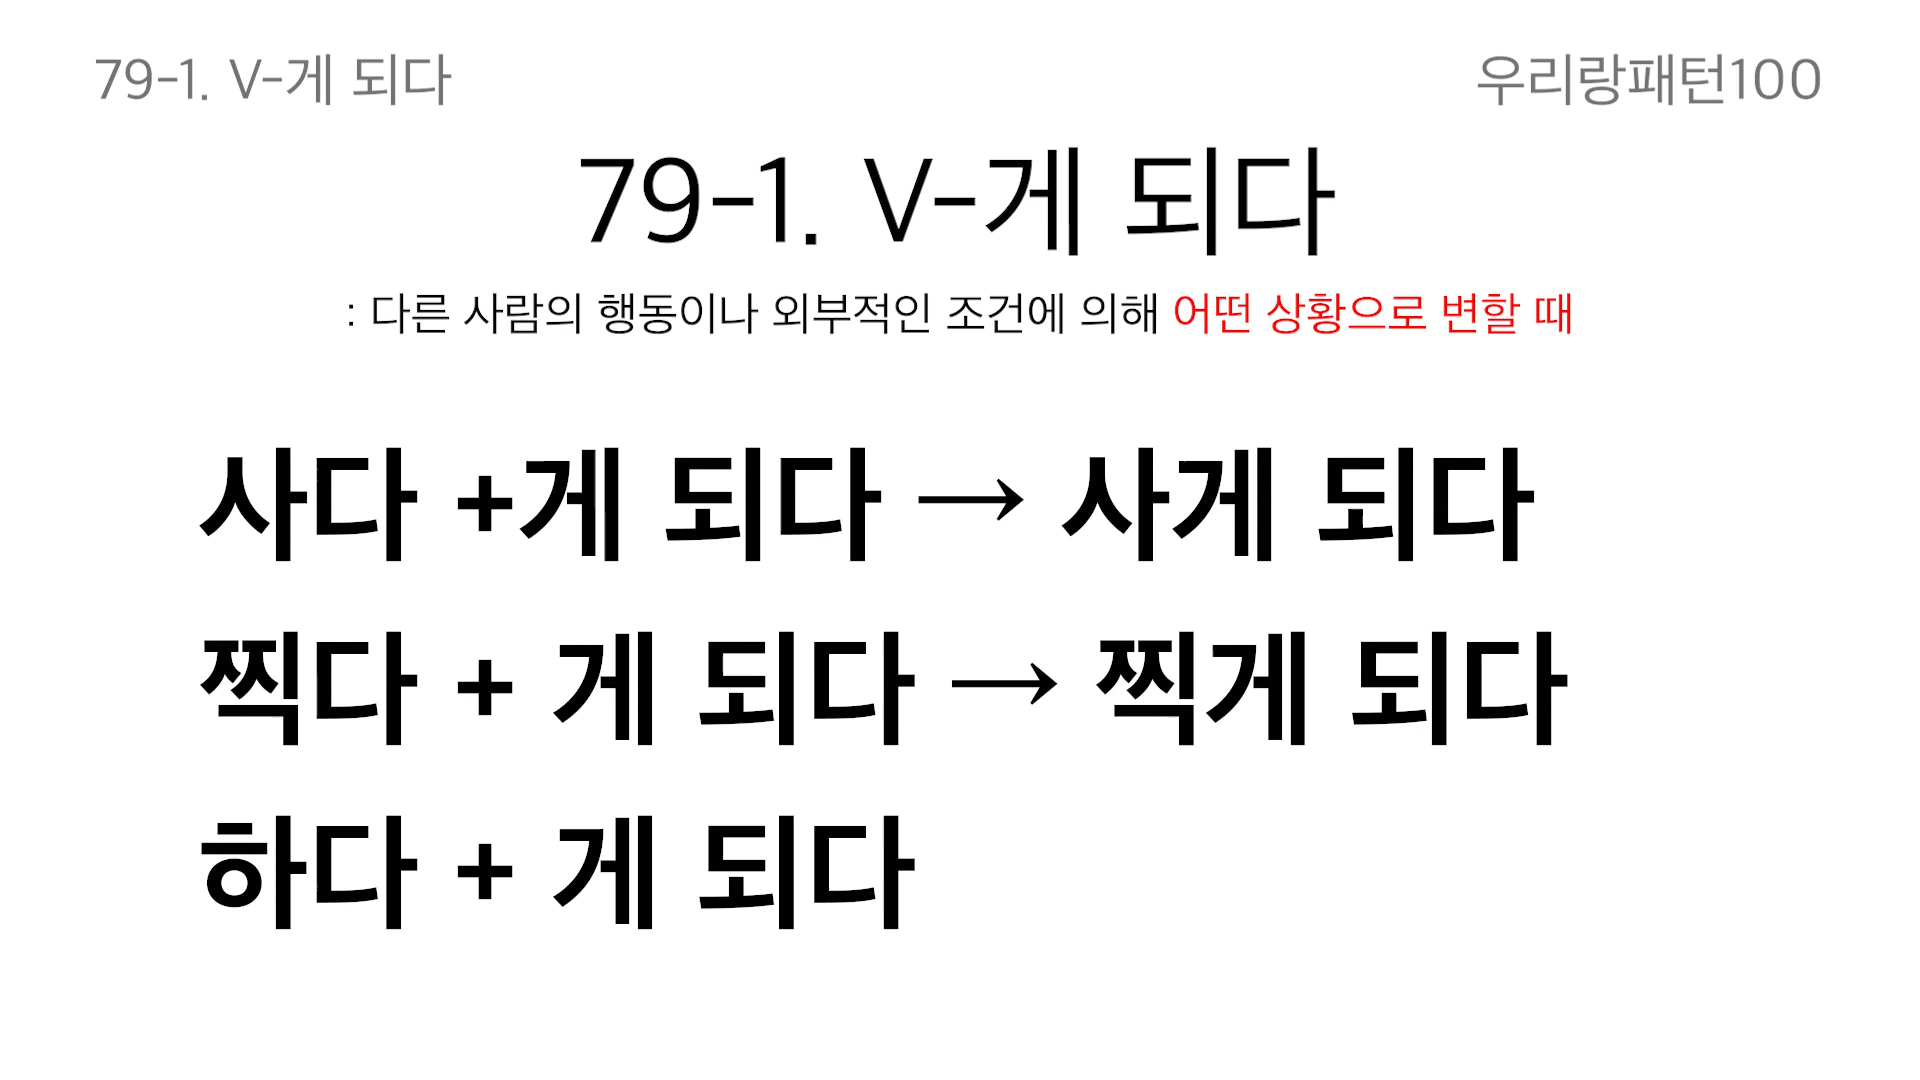 79-1. V-게 되다
우리랑패턴100
79-1. V-게 되다
: 다른 사람의 행동이나 외부적인 조건에 의해 어떤 상황으로 변할 때
사다 +게 되다 → 사게 되다
찍다 + 게 되다 → 찍게 되다
하다 + 게 되다